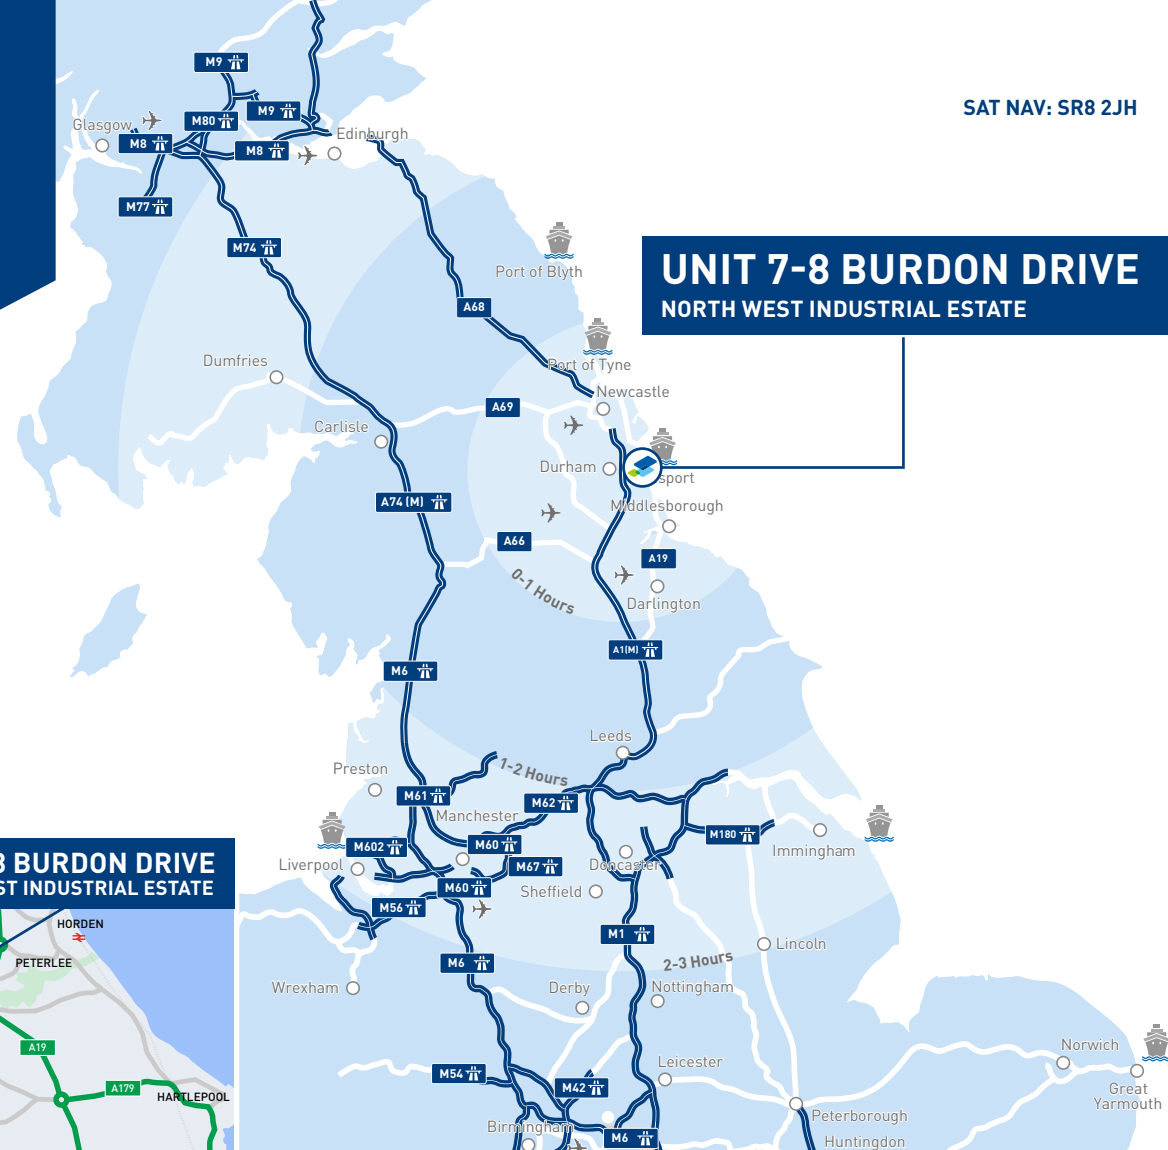 M9
M9
M80
Glasgow
M8
M8
Edinburgh
SAT NAV: SR8 2JH
M77
M74
Port of Blyth
UNIT 7-8 BURDON DRIVE
NORTH WEST INDUSTRIAL ESTATE
A68
Dumfries
Port of Tyne
Newcastle
A69
Carlisle
Durham
sport
A74 (M)
Middlesborough
A66
A19
0-1 Hours
Darlington
A1(M)
M6
Leeds
Preston
1-2 Hours
M61
M62
Manchester
M602
M60
M180
Immingham
Liverpool
M67
Doncaster
M60
Sheffield
M56
M1
Lincoln
M6
2-3 Hours
Wrexham
Derby
Nottingham
Norwich
Leicester
M54
M42
Great
Yarmouth
Peterborough
Birmingham
M6
Huntingdon
BURDON DRIVE
ST INDUSTRIAL ESTATE
HORDEN
PETERLEE
A19
A179
HARTLEPOOL